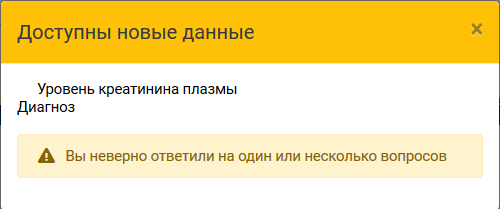 Доступны новые данные
×
Уровень креатинина плазмы
Диагноз
Вы неверно ответили на один или несколько вопросов